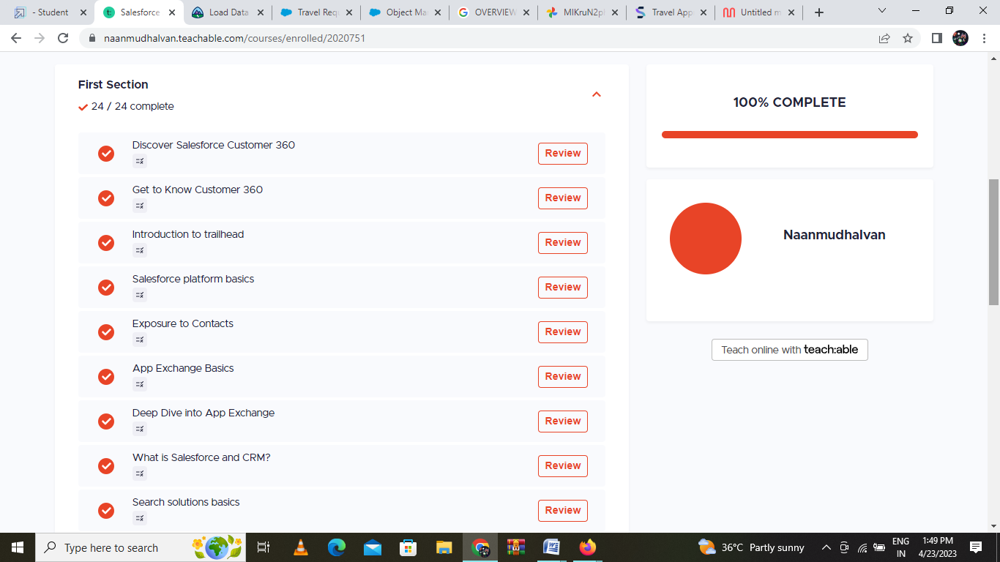 - Student
Salesforce
Load Data
Travel Requ
Object Ma
OVERVIEW
MIKruN2pl
Travel App
Untitled m
naanmudhalvan.teachable.com/courses/enrolled/2020751
First Section
24 / 24 complete
Discover Salesforce Customer 360
Review
Get to Know Customer 360
Review
Introduction to trailhead
Review
Salesforce platform basics
Review
Exposure to Contacts
Review
App Exchange Basics
Review
Deep Dive into App Exchange
Review
What is Salesforce and CRM?
Review
Search solutions basics
Review
100% COMPLETE
Naanmudhalvan
Teach online with teach:able
Type here to search
36°C Partly sunny
ENG
IN
1:49 PM
4/23/2023